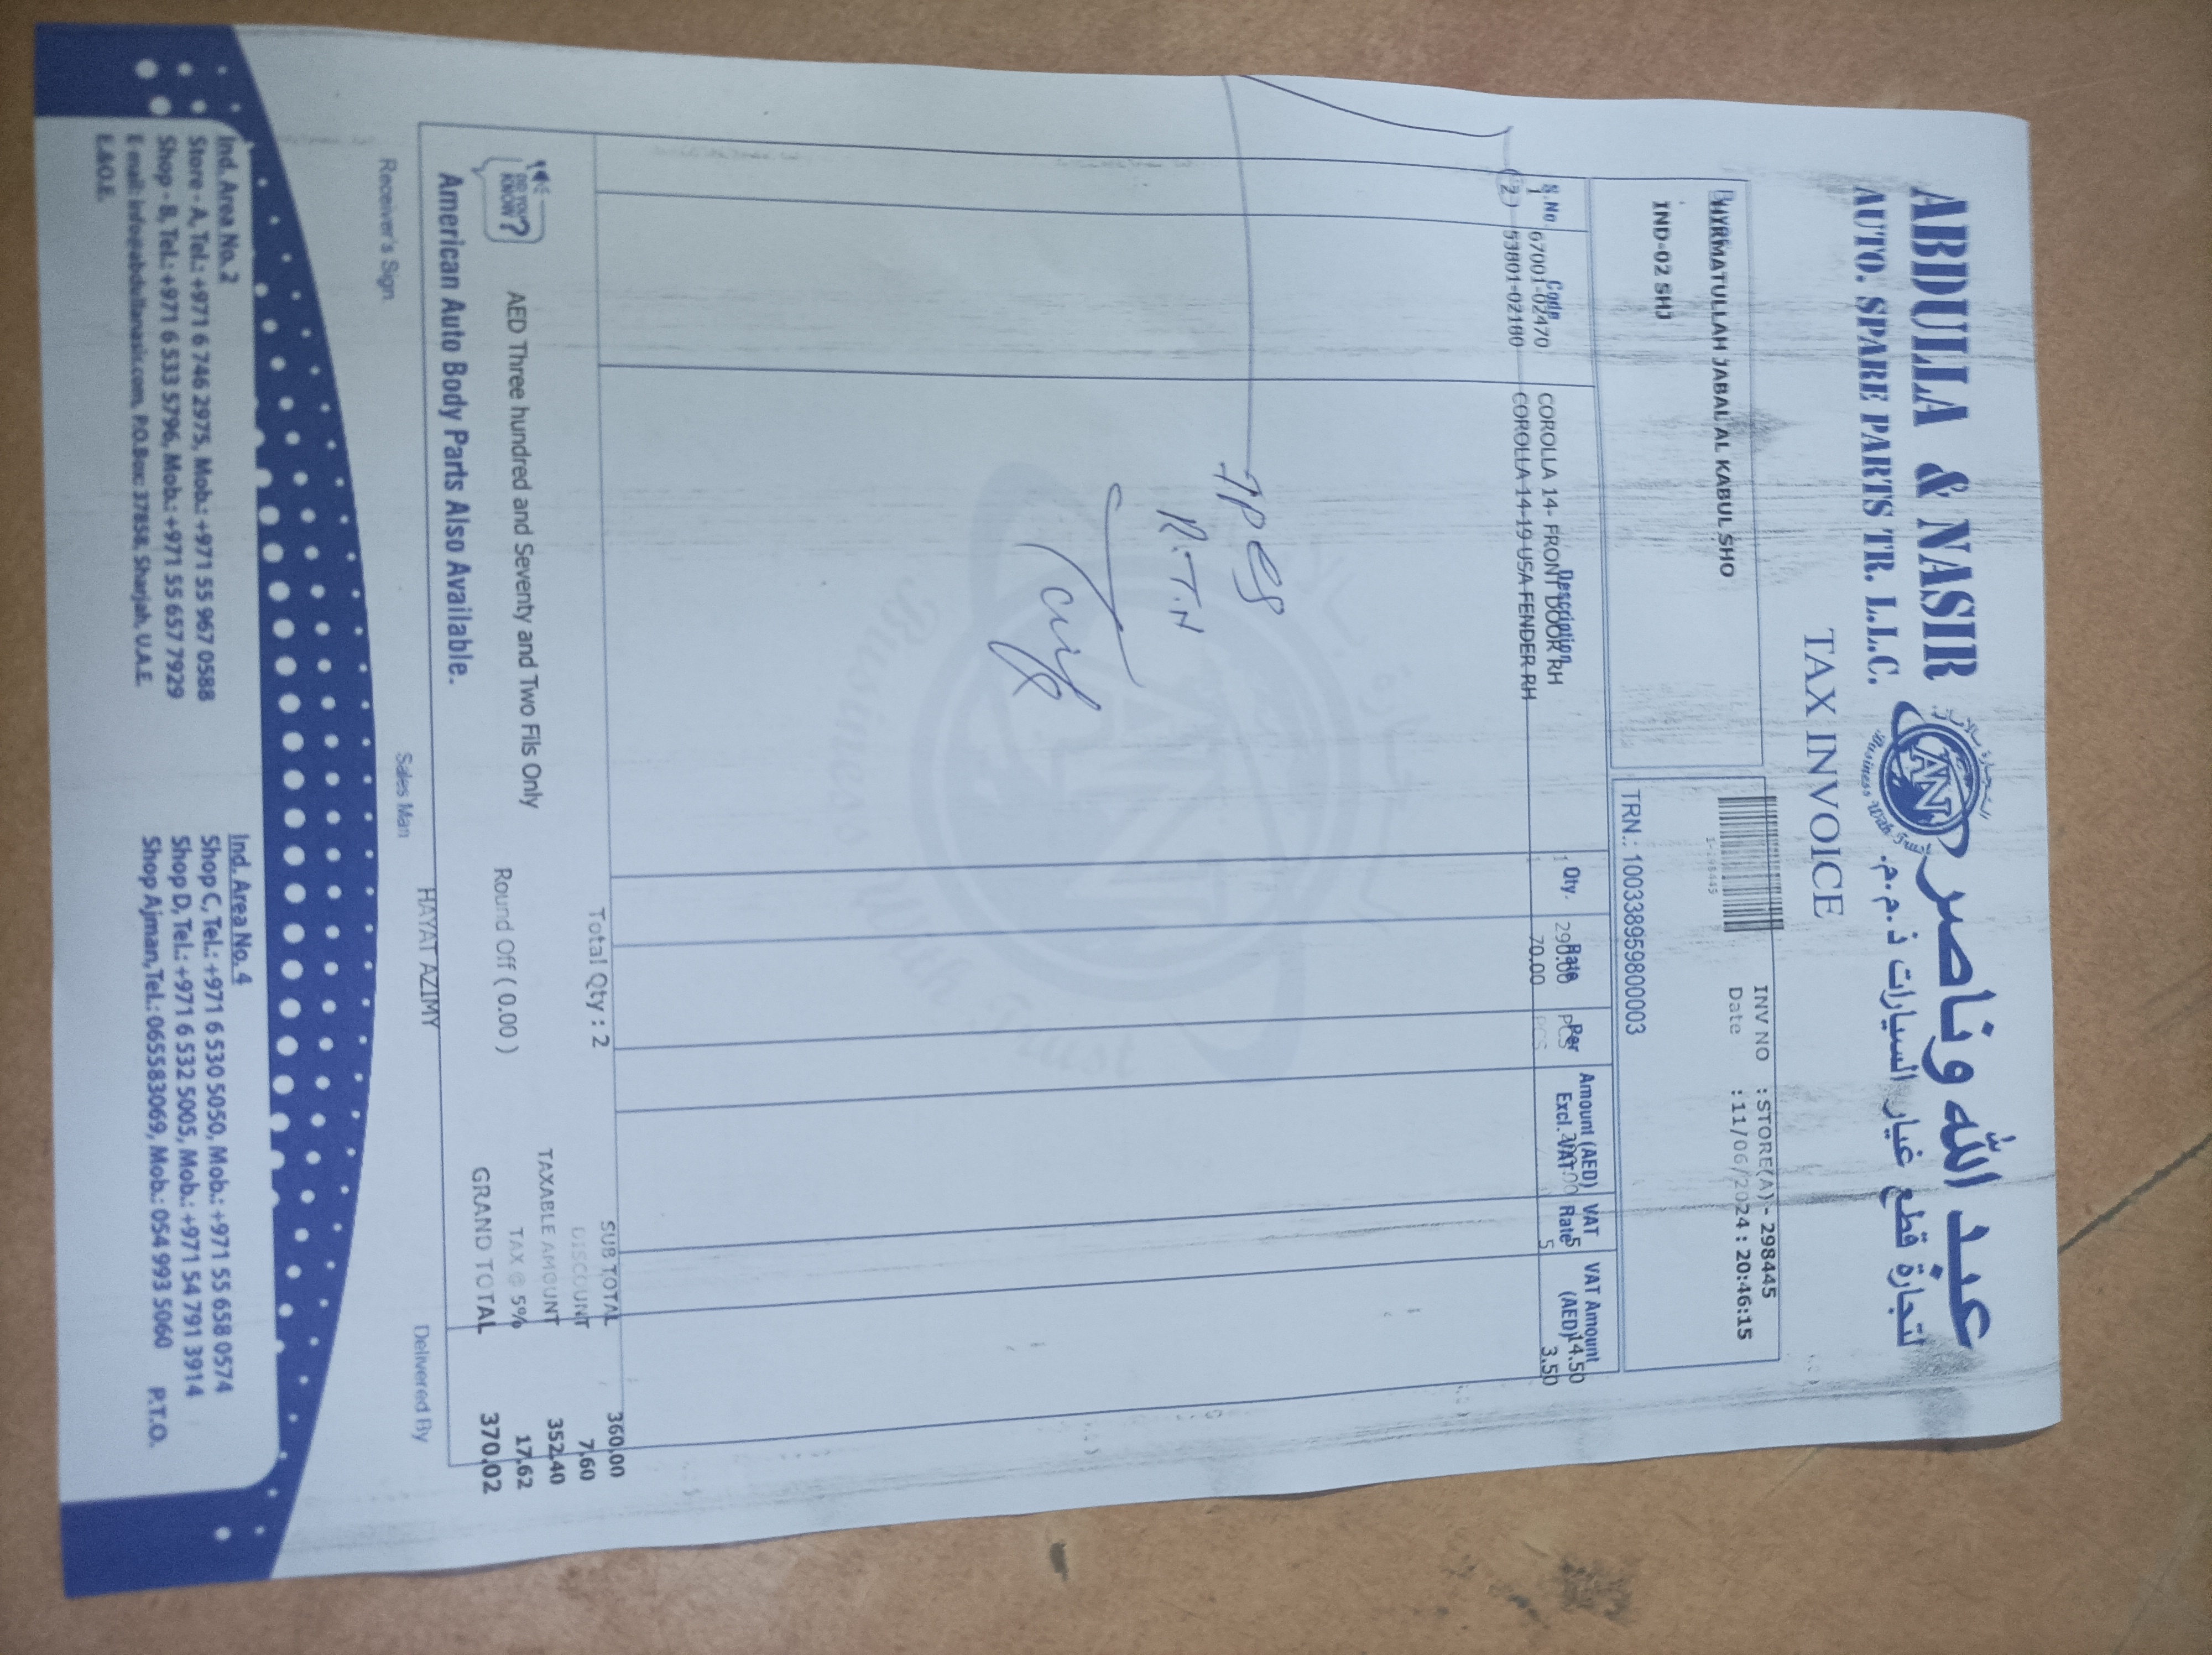 ABDULLA & NASIR
عبد الله وناصر
AUTO. SPARE PARTS TR. L.L.C.
لتجارة قطع غيار السيارات ذ.م.م.
AN
TAX INVOICE
HYRMATULLAH JABAL AL KABUL SHO
IND-02 SHJ
INV NO : STORE(A) - 298445
Date : 11/06/2024 : 20:46:15
TRN.: 100338959800003
S.No. Code Description Qty. Rate Per Amount (AED) Excl. VAT VAT Rate VAT Amount (AED)
1 67001-02470 COROLLA 14- FRONT DOOR RH 290.00 PCS 290.00 5 14.50
2 53801-02180 COROLLA 14-19 USA FENDER RH 70.00 PCS 5 3.50
R.T.N
Total Qty : 2
SUB TOTAL 360.00
DISCOUNT 7.60
TAXABLE AMOUNT 352.40
TAX @ 5% 17.62
GRAND TOTAL 370.02
DID YOU KNOW?
AED Three hundred and Seventy and Two Fils Only
Round Off ( 0.00 )
American Auto Body Parts Also Available.
HAYAT AZIMY
Receiver's Sign
Sales Man
Delivered By
Ind. Area No. 2
Store - A, Tel.: +971 6 746 2975, Mob.: +971 55 967 0588
Shop - B, Tel.: +971 6 533 5796, Mob.: +971 55 657 7929
E-mail: info@abdullanasir.com, P.O.Box: 37858, Sharjah, U.A.E.
E.&O.E.
Ind. Area No. 4
Shop C, Tel.: +971 6 530 5050, Mob.: +971 55 658 0574
Shop D, Tel.: +971 6 532 5005, Mob.: +971 54 791 3914
Shop Ajman, Tel.: 065583069, Mob.: 054 993 5060
P.T.O.